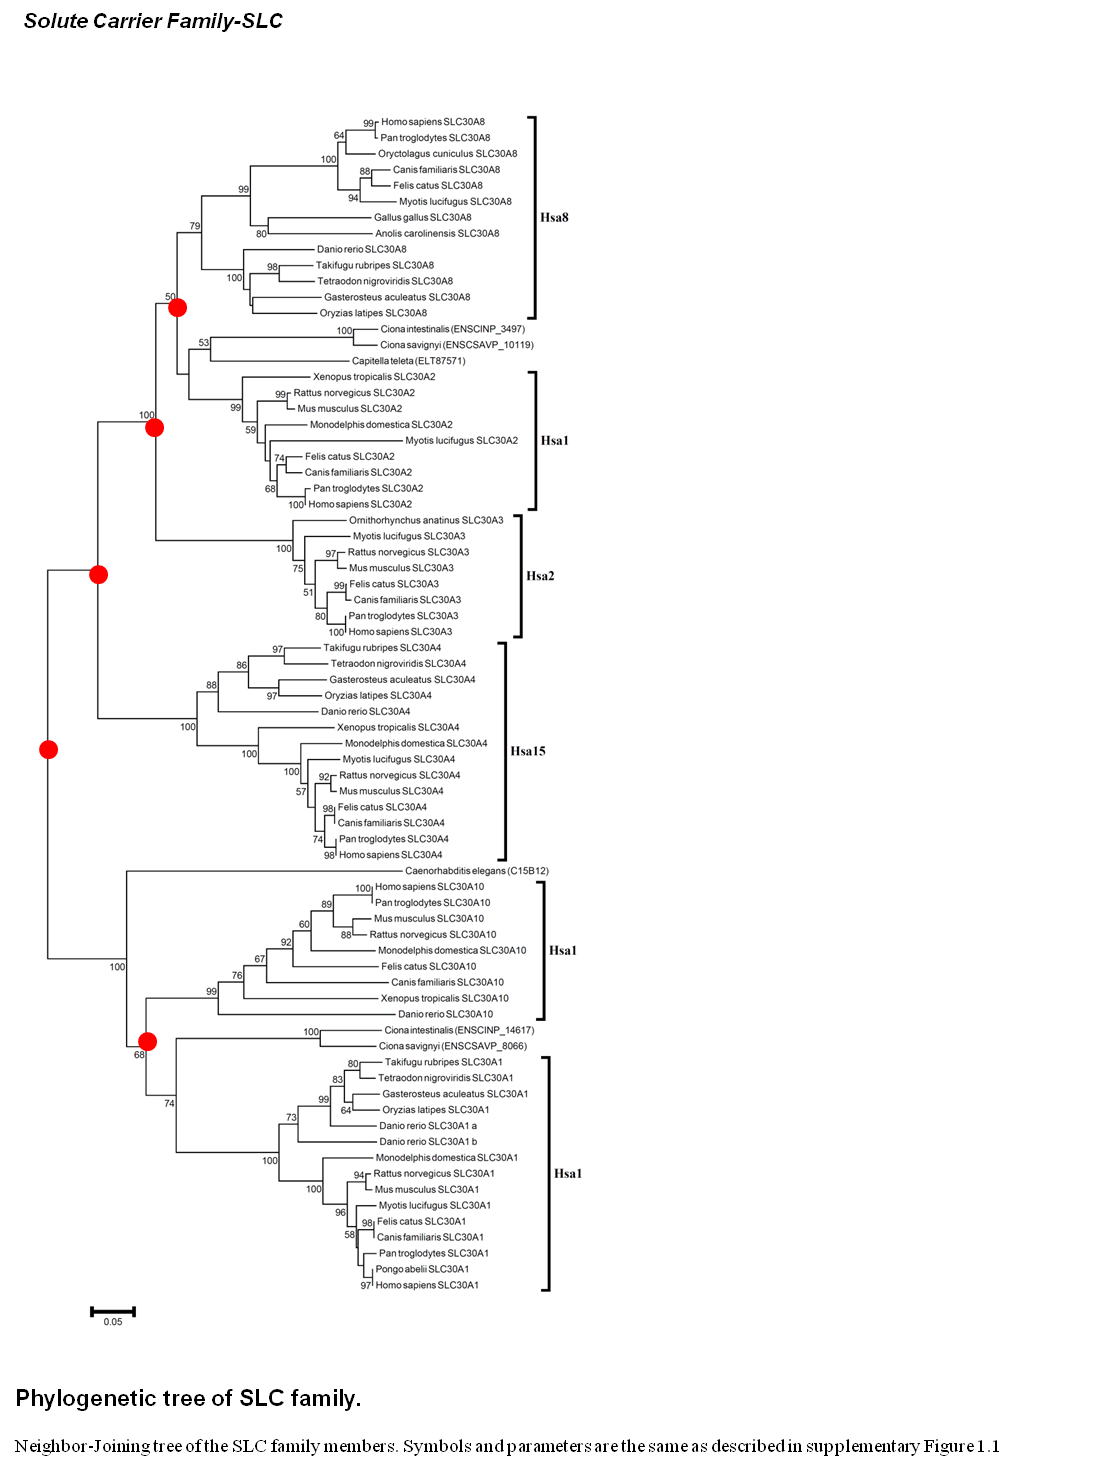 Solute Carrier Family-SLC
99 Homo sapiens SLC30A8
64 Pan troglodytes SLC30A8
Oryctolagus cuniculus SLC30A8
100
88 Canis familiaris SLC30A8
Felis catus SLC30A8
99
94 Myotis lucifugus SLC30A8
Gallus gallus SLC30A8
Hsa8
79
80 Anolis carolinensis SLC30A8
Danio rerio SLC30A8
98 Takifugu rubripes SLC30A8
100 Tetraodon nigroviridis SLC30A8
50
Gasterosteus aculeatus SLC30A8
Oryzias latipes SLC30A8
100 Ciona intestinalis (ENSCINP_3497)
53 Ciona savignyi (ENSCSAVP_10119)
Capitella teleta (ELT87571)
Xenopus tropicalis SLC30A2
99 Rattus norvegicus SLC30A2
99 Mus musculus SLC30A2
100
59 Monodelphis domestica SLC30A2
Myotis lucifugus SLC30A2
Hsa1
74 Felis catus SLC30A2
Canis familiaris SLC30A2
68 Pan troglodytes SLC30A2
100 Homo sapiens SLC30A2
Ornithorhynchus anatinus SLC30A3
100 Myotis lucifugus SLC30A3
97 Rattus norvegicus SLC30A3
75 Mus musculus SLC30A3
Hsa2
99 Felis catus SLC30A3
51 Canis familiaris SLC30A3
80 Pan troglodytes SLC30A3
100 Homo sapiens SLC30A3
97 Takifugu rubripes SLC30A4
86 Tetraodon nigroviridis SLC30A4
88 Gasterosteus aculeatus SLC30A4
97 Oryzias latipes SLC30A4
Danio rerio SLC30A4
100 Xenopus tropicalis SLC30A4
100 Monodelphis domestica SLC30A4
Hsa15
100 Myotis lucifugus SLC30A4
92 Rattus norvegicus SLC30A4
57 Mus musculus SLC30A4
98 Felis catus SLC30A4
Canis familiaris SLC30A4
74 Pan troglodytes SLC30A4
98 Homo sapiens SLC30A4
Caenorhabditis elegans (C15B12)
100 Homo sapiens SLC30A10
89 Pan troglodytes SLC30A10
60 Mus musculus SLC30A10
88 Rattus norvegicus SLC30A10
92 Monodelphis domestica SLC30A10
Hsa1
67 Felis catus SLC30A10
100
76 Canis familiaris SLC30A10
99 Xenopus tropicalis SLC30A10
Danio rerio SLC30A10
100 Ciona intestinalis (ENSCINP_14617)
Ciona savignyi (ENSCSAVP_8066)
68
80 Takifugu rubripes SLC30A1
83 Tetraodon nigroviridis SLC30A1
99 Gasterosteus aculeatus SLC30A1
74
64 Oryzias latipes SLC30A1
73 Danio rerio SLC30A1 a
Danio rerio SLC30A1 b
100 Monodelphis domestica SLC30A1
94 Rattus norvegicus SLC30A1
Hsa1
100 Mus musculus SLC30A1
96 Myotis lucifugus SLC30A1
98 Felis catus SLC30A1
58 Canis familiaris SLC30A1
Pan troglodytes SLC30A1
Pongo abelii SLC30A1
97 Homo sapiens SLC30A1
0.05
Phylogenetic tree of SLC family.
Neighbor-Joining tree of the SLC family members. Symbols and parameters are the same as described in supplementary Figure 1.1